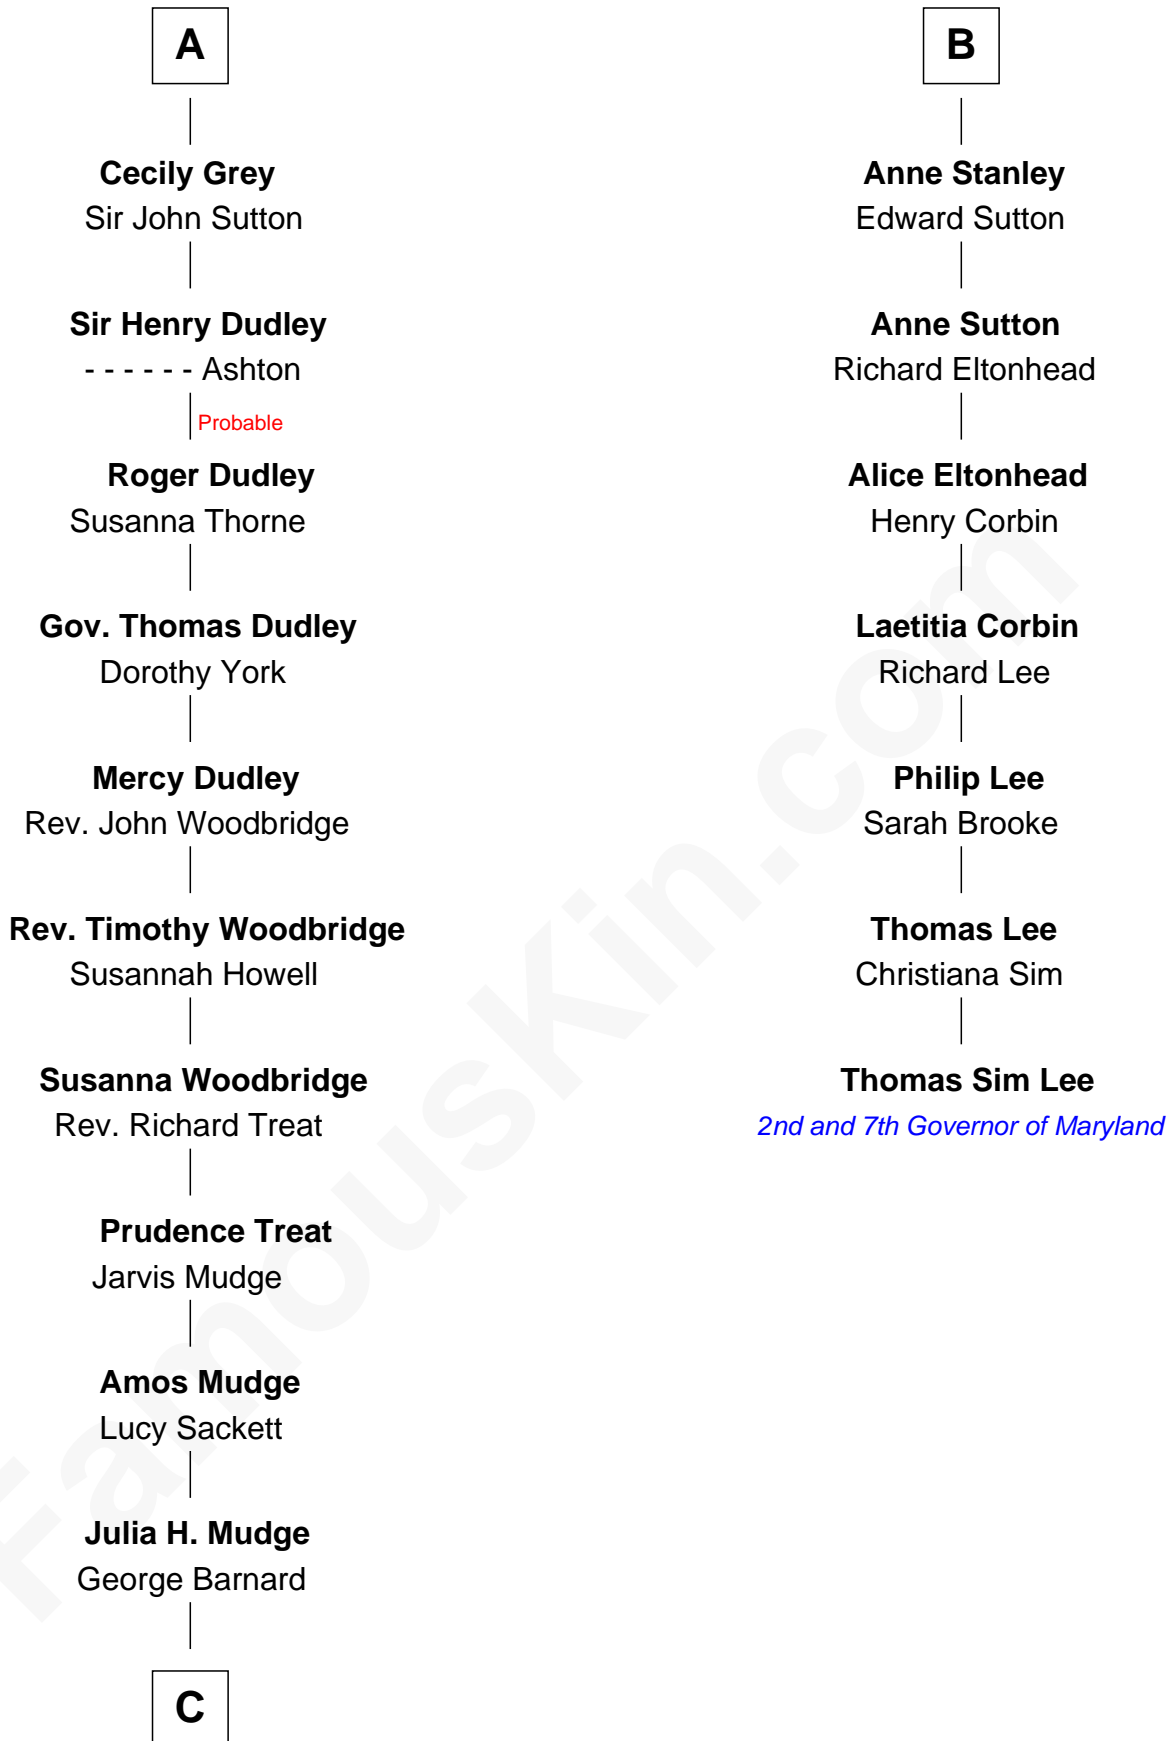 A
Cecily Grey
Sir John Sutton
Sir Henry Dudley
- - - - - - Ashton
Probable
Roger Dudley
Susanna Thorne
Gov. Thomas Dudley
Dorothy York
Mercy Dudley
Rev. John Woodbridge
Rev. Timothy Woodbridge
Susannah Howell
Susanna Woodbridge
Rev. Richard Treat
Prudence Treat
Jarvis Mudge
Amos Mudge
Lucy Sackett
Julia H. Mudge
George Barnard
C
B
Anne Stanley
Edward Sutton
Anne Sutton
Richard Eltonhead
Alice Eltonhead
Henry Corbin
Laetitia Corbin
Richard Lee
Philip Lee
Sarah Brooke
Thomas Lee
Christiana Sim
Thomas Sim Lee
2nd and 7th Governor of Maryland
FamousKin.com